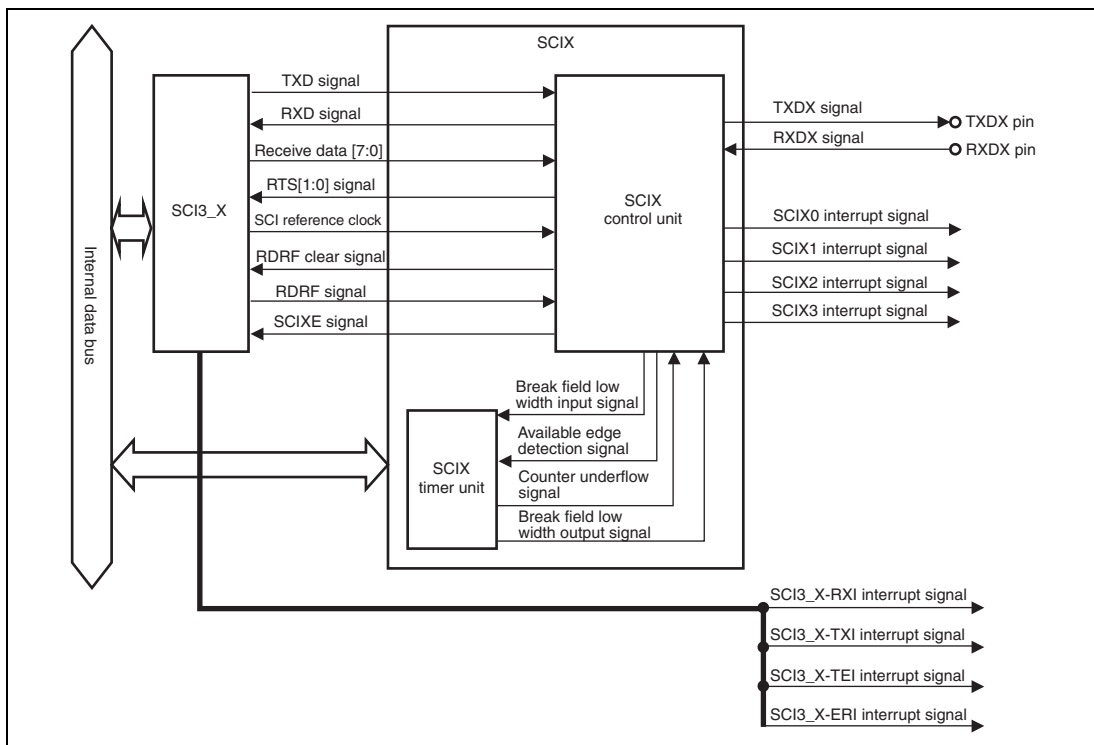 SCIX
TXD signal
RXD signal
Receive data [7:0]
RTS[1:0] signal
SCI reference clock
RDRF clear signal
RDRF signal
SCIXE signal
SCI3_X
Internal data bus
SCIX
control unit
TXDX signal
TXDX pin
RXDX signal
RXDX pin
SCIX0 interrupt signal
SCIX1 interrupt signal
SCIX2 interrupt signal
SCIX3 interrupt signal
Break field low
width input signal
Available edge
detection signal
Counter underflow
signal
Break field low
width output signal
SCIX
timer unit
SCI3_X-RXI interrupt signal
SCI3_X-TXI interrupt signal
SCI3_X-TEI interrupt signal
SCI3_X-ERI interrupt signal